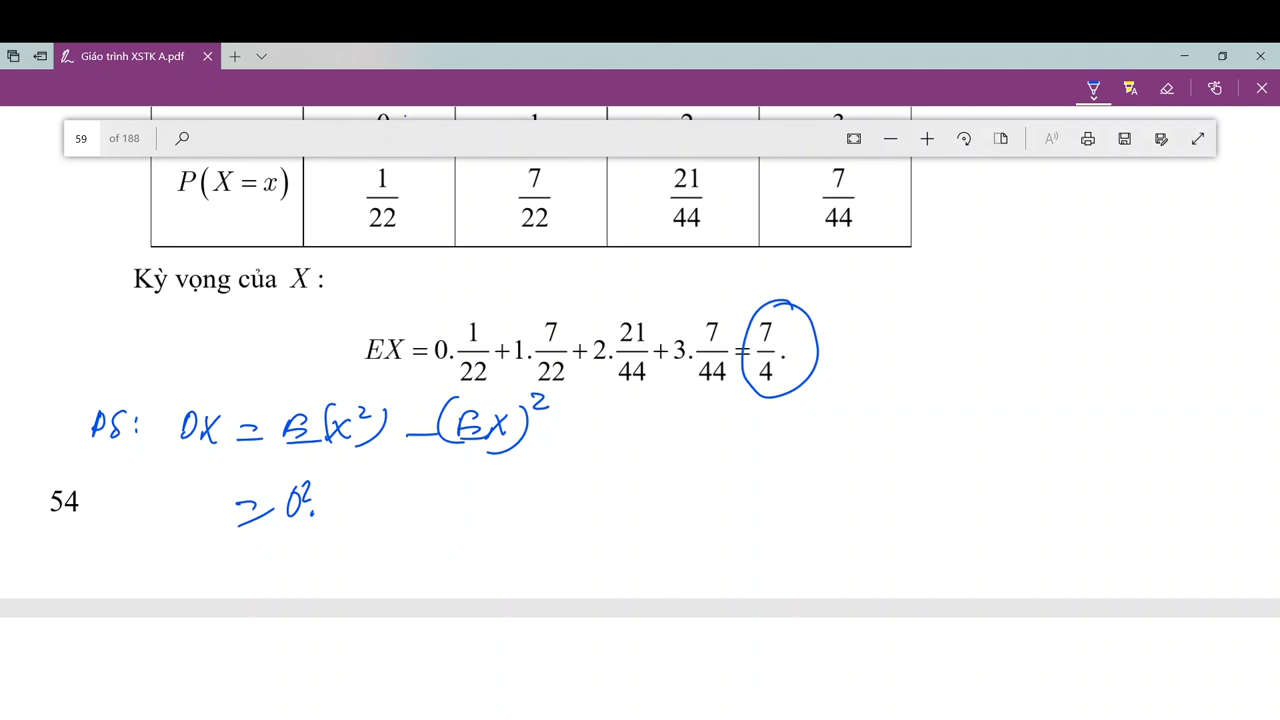 Giáo trình XSTK A.pdf
59 of 188
P(X = x) 1/22 7/22 21/44 7/44
Kỳ vọng của X :
EX = 0. 1/22 + 1. 7/22 + 2. 21/44 + 3. 7/44 = 7/4 .
PS: DX = E(X²) - (EX)²
54
= 0².